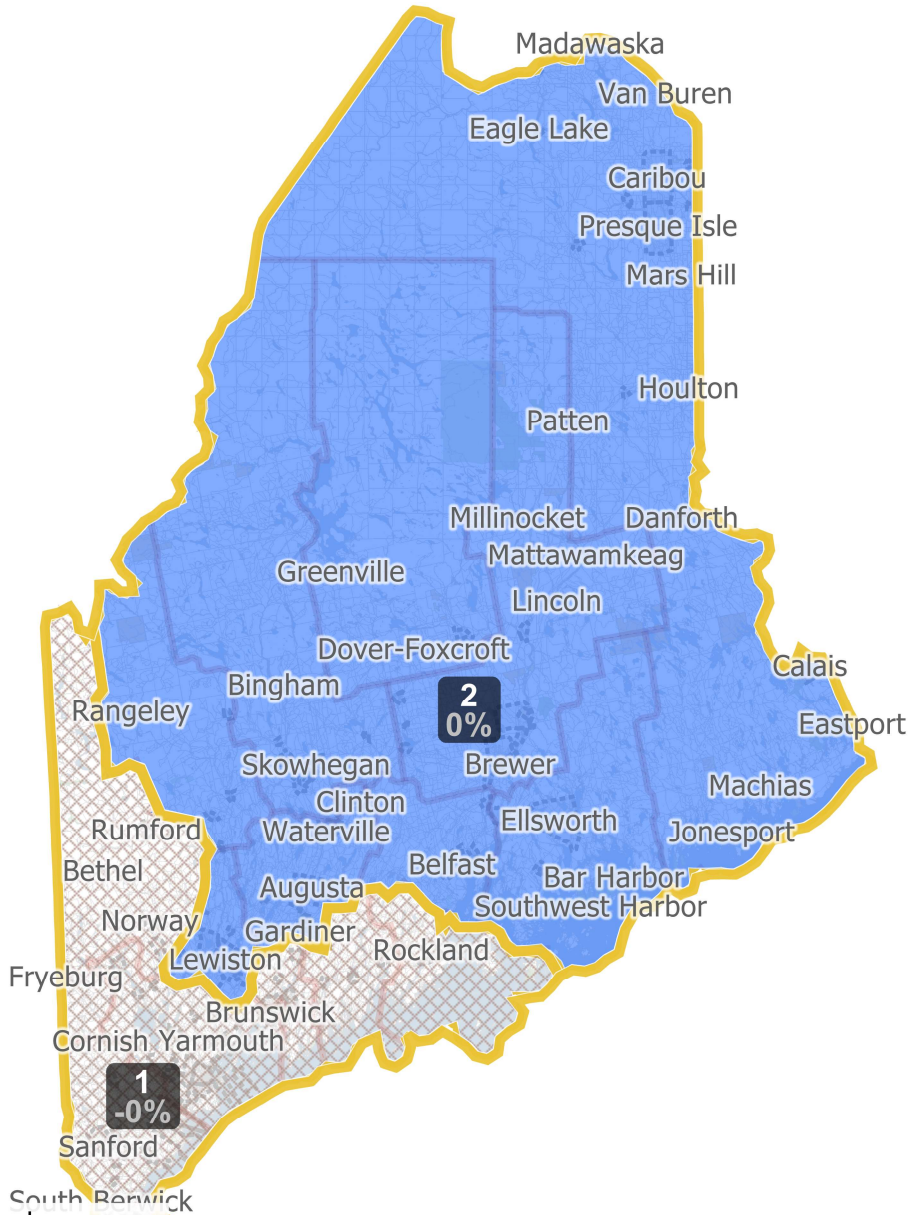 Madawaska
Van Buren
Eagle Lake
Caribou
Presque Isle
Mars Hill
Houlton
Patten
Millinocket
Danforth
Mattawamkeag
Greenville
Lincoln
Dover-Foxcroft
Calais
Bingham
2
0%
Rangeley
Eastport
Skowhegan
Brewer
Machias
Clinton
Ellsworth
Rumford
Waterville
Jonesport
Belfast
Bethel
Bar Harbor
Augusta
Southwest Harbor
Norway
Gardiner
Rockland
Lewiston
Fryeburg
Brunswick
Cornish
Yarmouth
1
-0%
Sanford
South Berwick